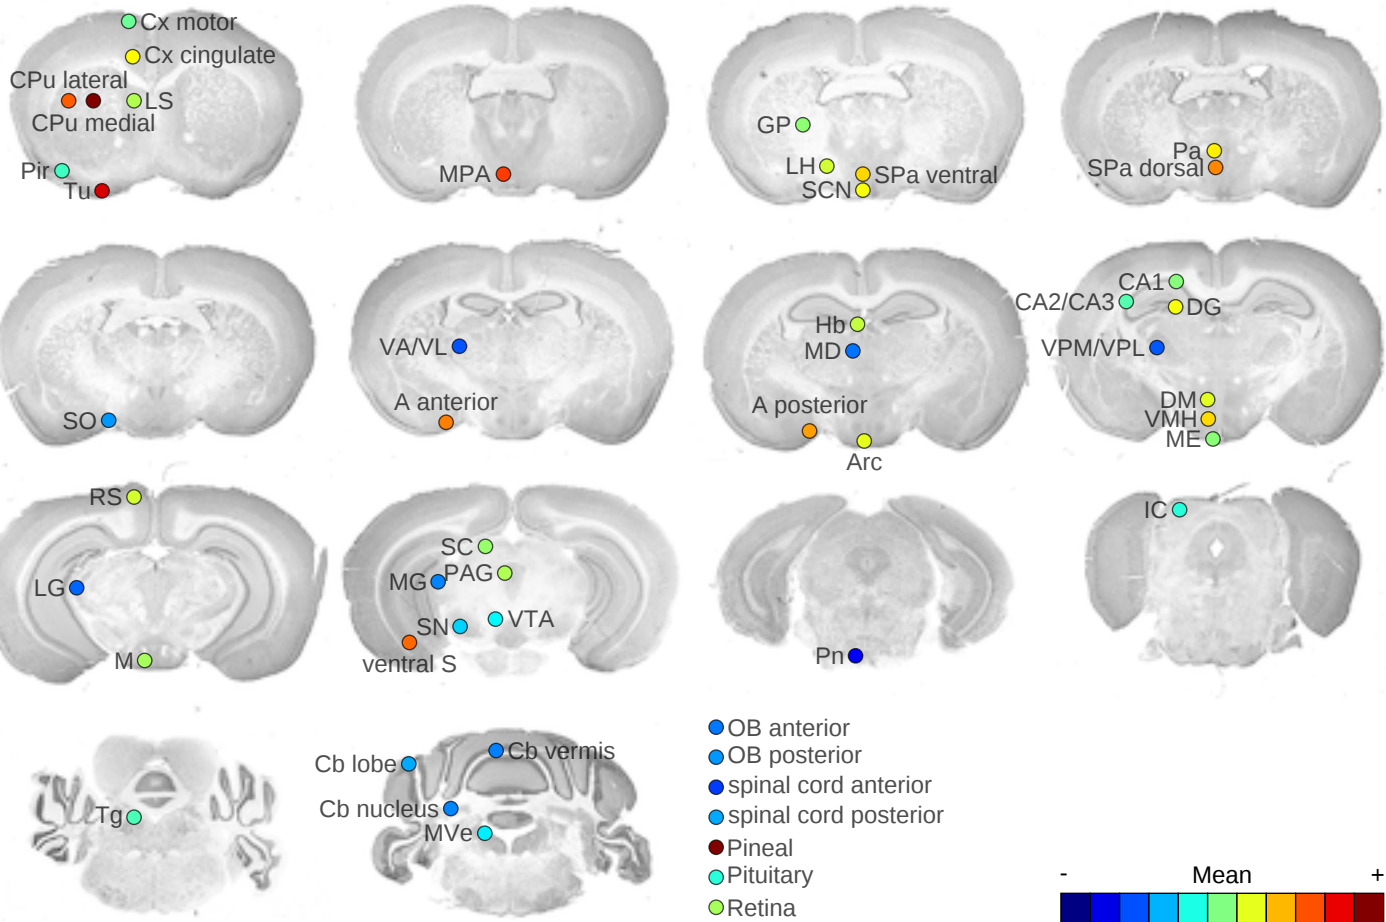 Cx motor
Cx cingulate
CPu lateral
LS
CPu medial
Pir
Tu
MPA
GP
LH
SPa ventral
SCN
Pa
SPa dorsal
SO
VA/VL
A anterior
Hb
MD
A posterior
Arc
CA1
CA2/CA3
DG
VPM/VPL
DM
VMH
ME
RS
LG
M
SC
PAG
MG
VTA
SN
ventral S
Pn
IC
Tg
Cb vermis
Cb lobe
Cb nucleus
MVe
OB anterior
OB posterior
spinal cord anterior
spinal cord posterior
Pineal
Pituitary
Retina
- Mean +